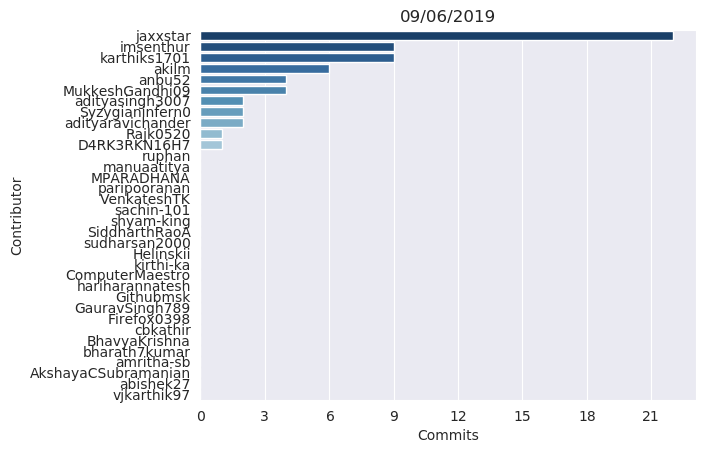 09/06/2019
jaxxstar
imsenthur
karthiks1701
akilm
anbu52
MukkeshGandhi09
adityasingh3007
SyzygianInfern0
adityaravichander
Rajk0520
D4RK3RKN16H7
ruphan
manuaatitya
MPARADHANA
paripooranan
VenkateshTK
sachin-101
shyam-king
SiddharthRaoA
sudharsan2000
Helinskii
kirthi-ka
ComputerMaestro
hariharannatesh
Githubmsk
GauravSingh789
Firefox0398
cbkathir
BhavyaKrishna
bharath7kumar
amritha-sb
AkshayaCSubramanian
abishek27
vjkarthik97
Contributor
0 3 6 9 12 15 18 21
Commits